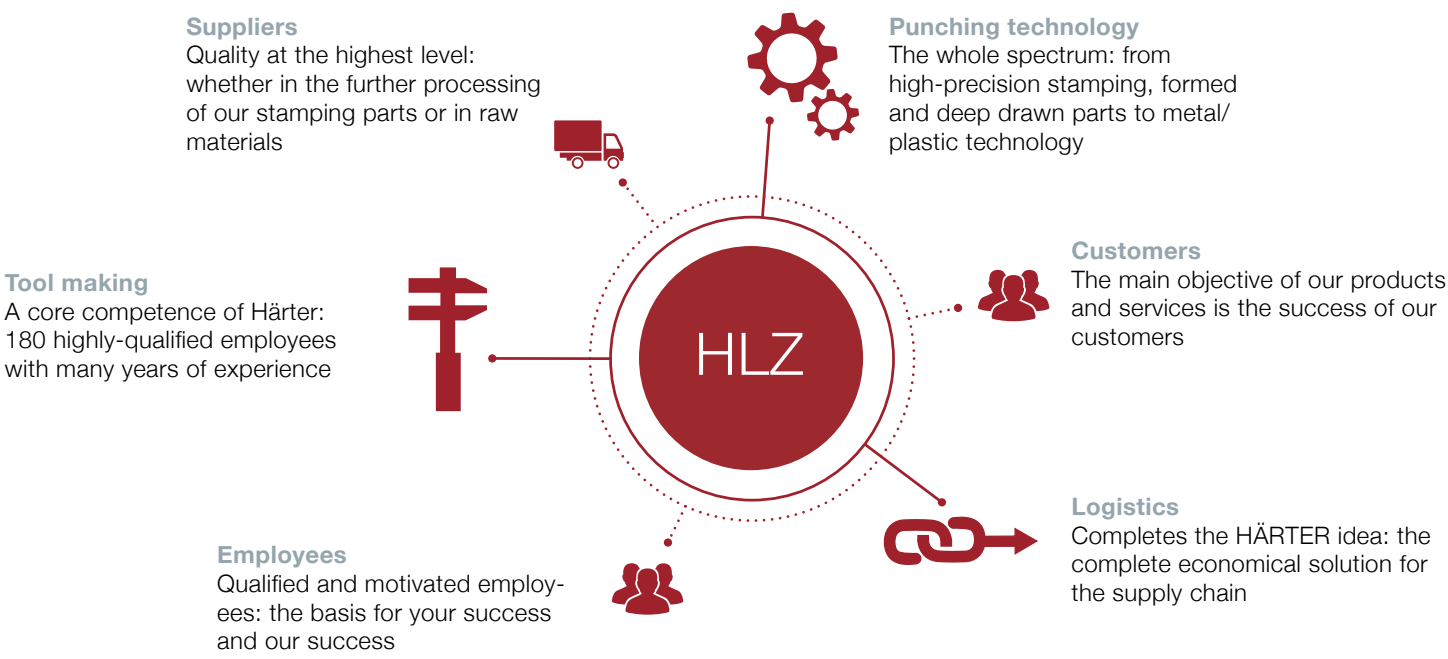 Suppliers
Quality at the highest level:
whether in the further processing
of our stamping parts or in raw
materials
Punching technology
The whole spectrum: from
high-precision stamping, formed
and deep drawn parts to metal/
plastic technology
Tool making
A core competence of Härter:
180 highly-qualified employees
with many years of experience
HLZ
Customers
The main objective of our products
and services is the success of our
customers
Employees
Qualified and motivated employ-
ees: the basis for your success
and our success
Logistics
Completes the HÄRTER idea: the
complete economical solution for
the supply chain